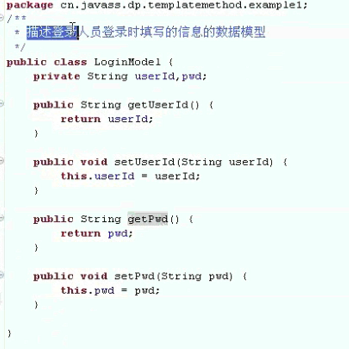 package cn.javass.dp.templatemethod.example1;
/**
 * 描述登录人员登录时填写的信息的数据模型
 */
public class LoginModel {
    private String userId,pwd;
    public String getUserId() {
        return userId;
    }
    public void setUserId(String userId) {
        this.userId = userId;
    }
    public String getPwd() {
        return pwd;
    }
    public void setPwd(String pwd) {
        this.pwd = pwd;
    }
}